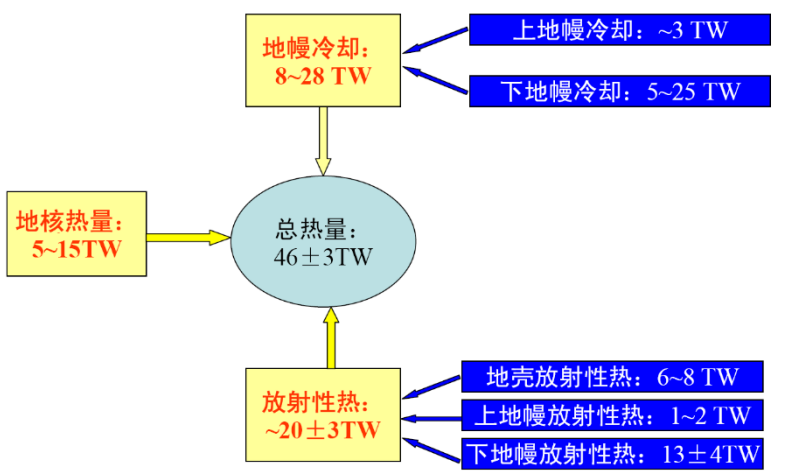 地幔冷却：
8~28 TW
上地幔冷却：~3 TW
下地幔冷却：5~25 TW
地核热量：
5~15TW
总热量：
46±3TW
放射性热：
~20±3TW
地壳放射性热：6~8 TW
上地幔放射性热：1~2 TW
下地幔放射性热：13±4TW